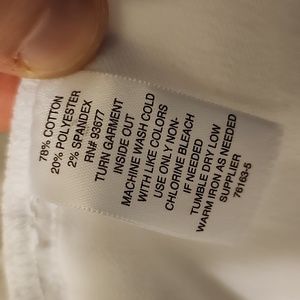 78% COTTON
20% POLYESTER
2% SPANDEX
RN# 93677
TURN GARMENT
INSIDE OUT
MACHINE WASH COLD
WITH LIKE COLORS
USE ONLY NON-
CHLORINE BLEACH
IF NEEDED
TUMBLE DRY LOW
WARM IRON AS NEEDED
SUPPLIER
76163-5